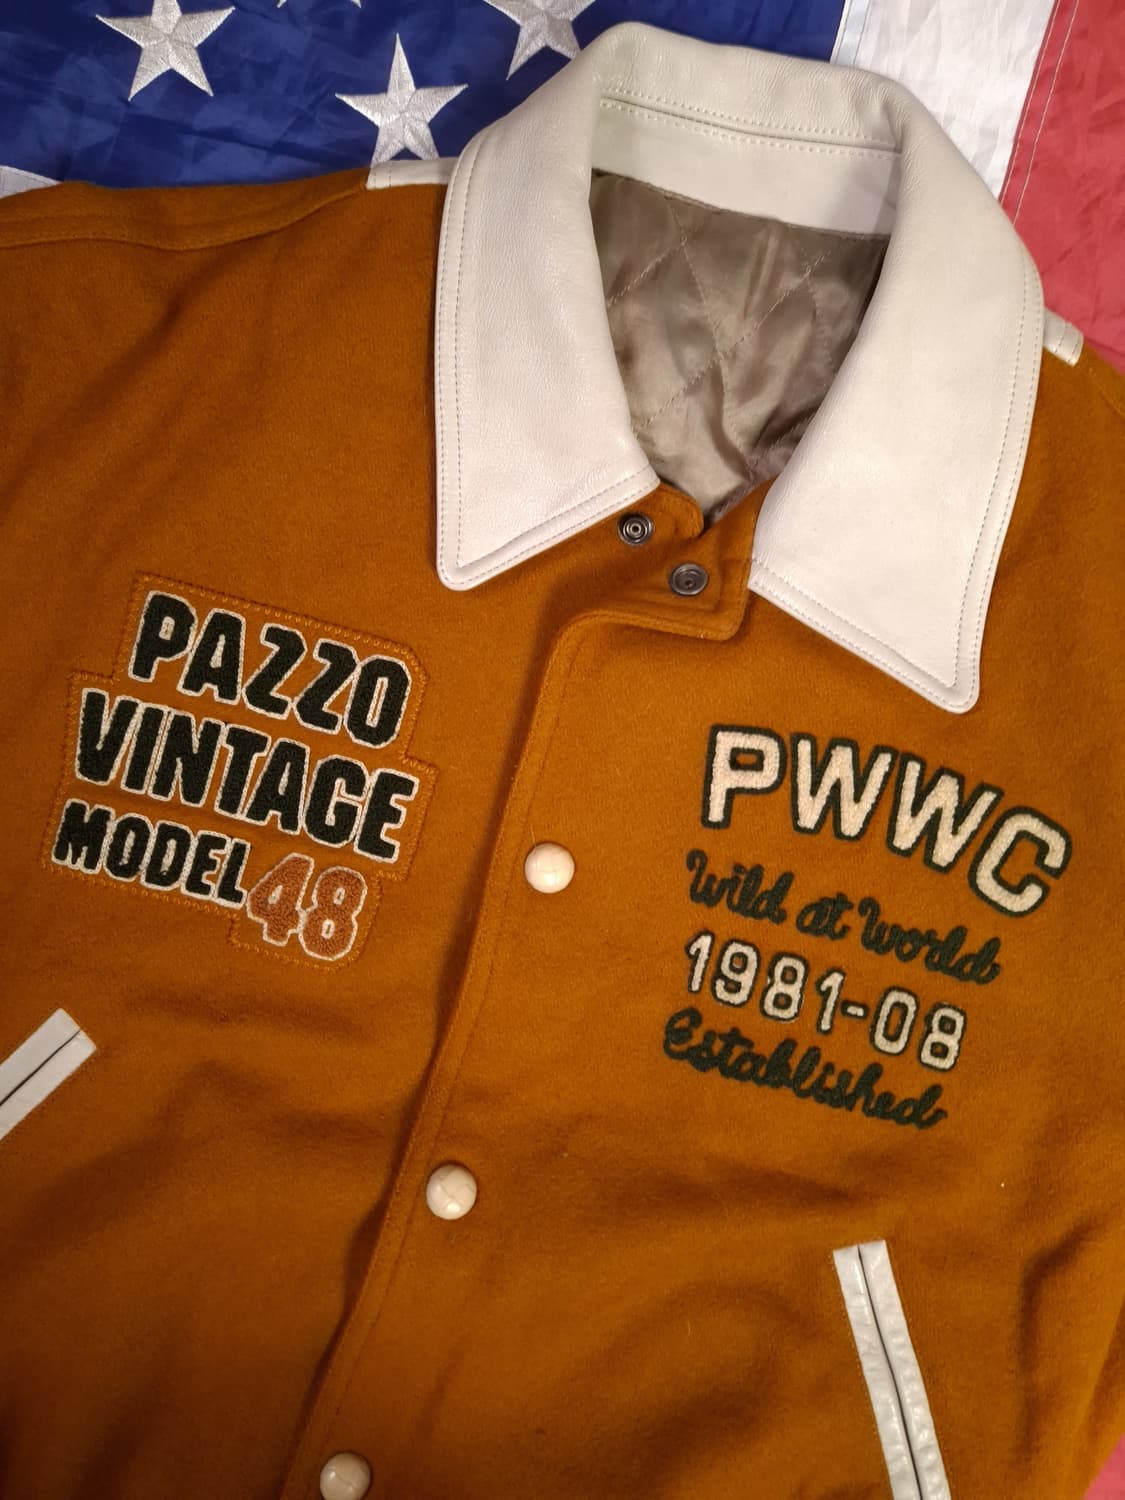 PAZZO
VINTAGE
MODEL 48
PWWC
Wild at World
1981-08
Established